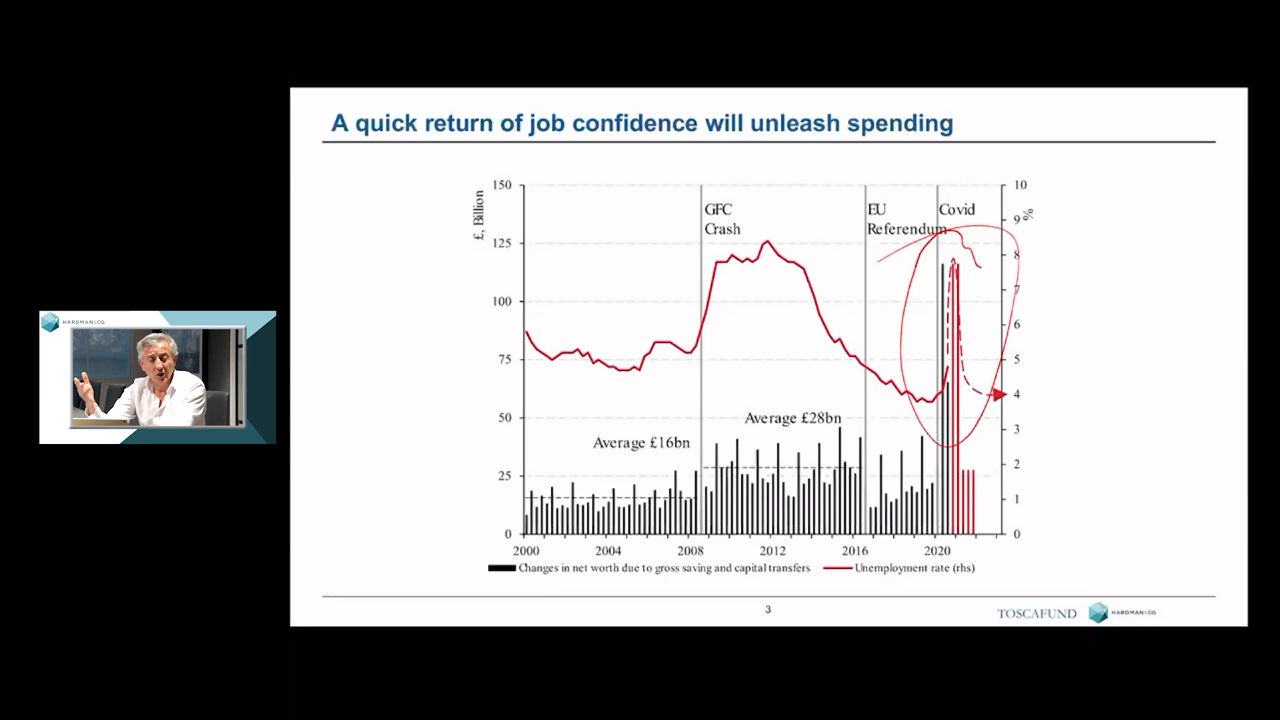 A quick return of job confidence will unleash spending
£, Billion
150
125
100
75
50
25
0
GFC
Crash
EU
Referendum
Covid
10
9
8
7
6
5
4
3
2
1
0
%
Average £16bn
Average £28bn
2000
2004
2008
2012
2016
2020
Changes in net worth due to gross saving and capital transfers
Unemployment rate (rhs)
3
TOSCAFUND
HARDMAN&CO.
HARDMAN&CO.